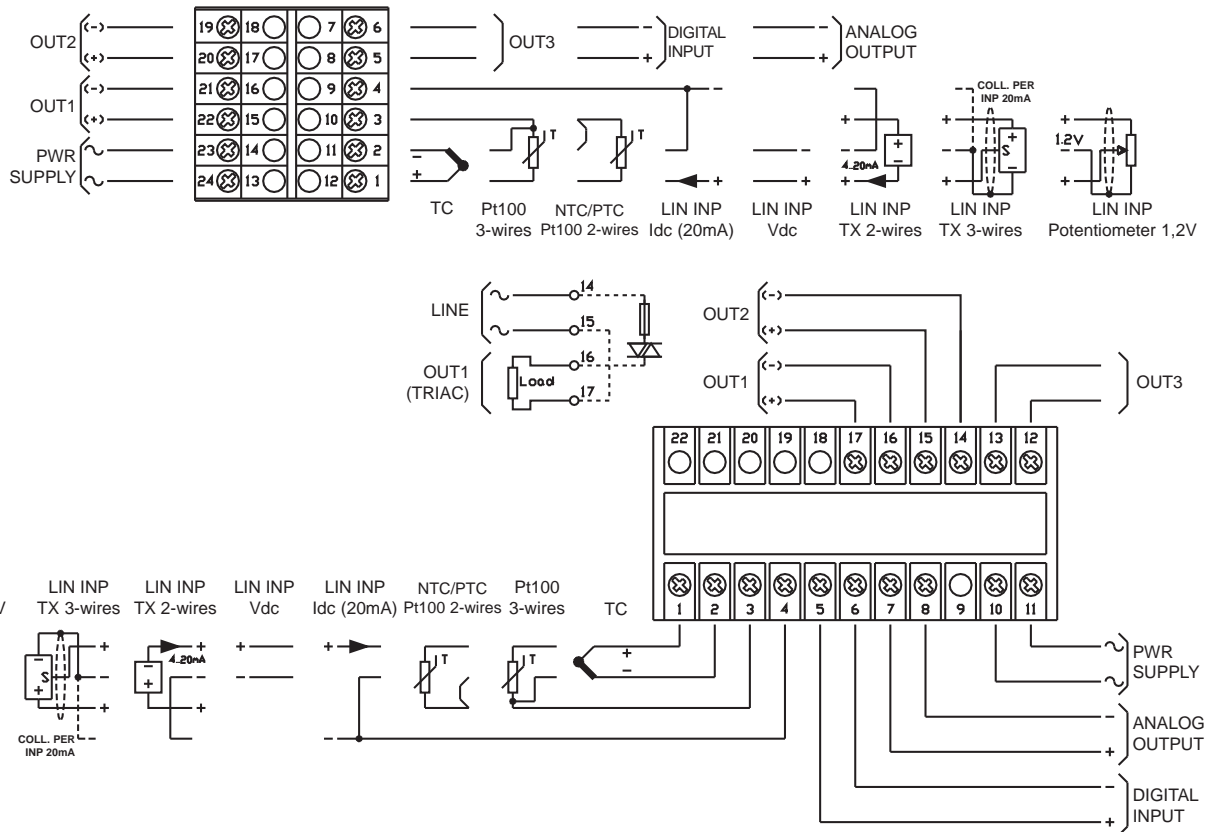 OUT2 (-) 19 18 7 6 - - ANALOG
(+) 20 17 8 5 OUT3 + DIGITAL INPUT + OUTPUT
OUT1 (-) 21 16 9 4 - COLL. PER
(+) 22 15 10 3 T T + + INP 20mA +
PWR 23 14 11 2 - - - + - 4..20mA + S - 1.2V
SUPPLY 24 13 12 1 + + + + + +
TC Pt100 NTC/PTC LIN INP LIN INP LIN INP LIN INP LIN INP
3-wires Pt100 2-wires Idc (20mA) Vdc TX 2-wires TX 3-wires Potentiometer 1,2V
LINE 14
15
OUT1 16
(TRIAC) Load 17
OUT2 (-)
(+)
OUT1 (-)
(+)
OUT3
22 21 20 19 18 17 16 15 14 13 12
1 2 3 4 5 6 7 8 9 10 11
LIN INP LIN INP LIN INP LIN INP NTC/PTC Pt100
V TX 3-wires TX 2-wires Vdc Idc (20mA) Pt100 2-wires 3-wires TC
- S + + - + - + 4..20mA + - + + - + - T T + -
COLL. PER
INP 20mA - - -
PWR
SUPPLY
- ANALOG
+ OUTPUT
- DIGITAL
+ INPUT